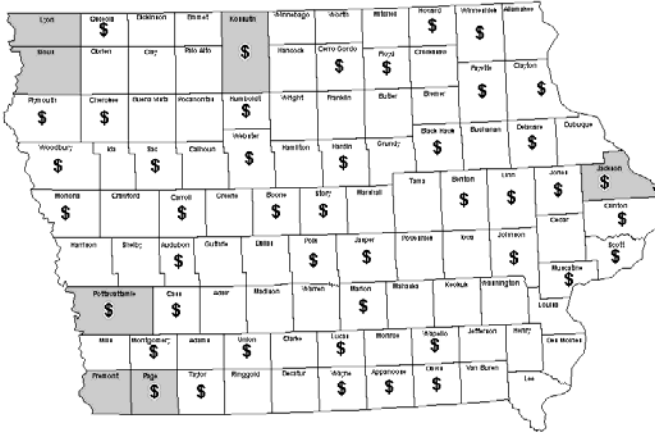 Lyon Osceola Dickinson Emmet Kossuth Winnebago Worth Mitchell Howard Winneshiek Allamakee
$ $ $ $
Sioux O'Brien Clay Palo Alto Hancock Cerro Gordo Floyd Chickasaw
$ $
Fayette Clayton
$ $
Plymouth Cherokee Buena Vista Pocahontas Humboldt Wright Franklin Butler Bremer
$ $ $
Woodbury Ida Sac Calhoun Webster Hamilton Hardin Grundy Black Hawk Buchanan Delaware Dubuque
$ $ $ $ $ $
Monona Crawford Carroll Greene Boone Story Marshall Tama Benton Linn Jones Jackson
$ $ $ $ $ $ $ $
Clinton
$
Harrison Shelby Audubon Guthrie Dallas Polk Jasper Poweshiek Iowa Johnson Cedar Scott
$ $ $ $ $
Muscatine
$
Pottawattamie Cass Adair Madison Warren Marion Mahaska Keokuk Washington Louisa
$ $ $
Mills Montgomery Adams Union Clarke Lucas Monroe Wapello Jefferson Henry Des Moines
$ $ $ $
Fremont Page Taylor Ringgold Decatur Wayne Appanoose Davis Van Buren Lee
$ $ $ $ $